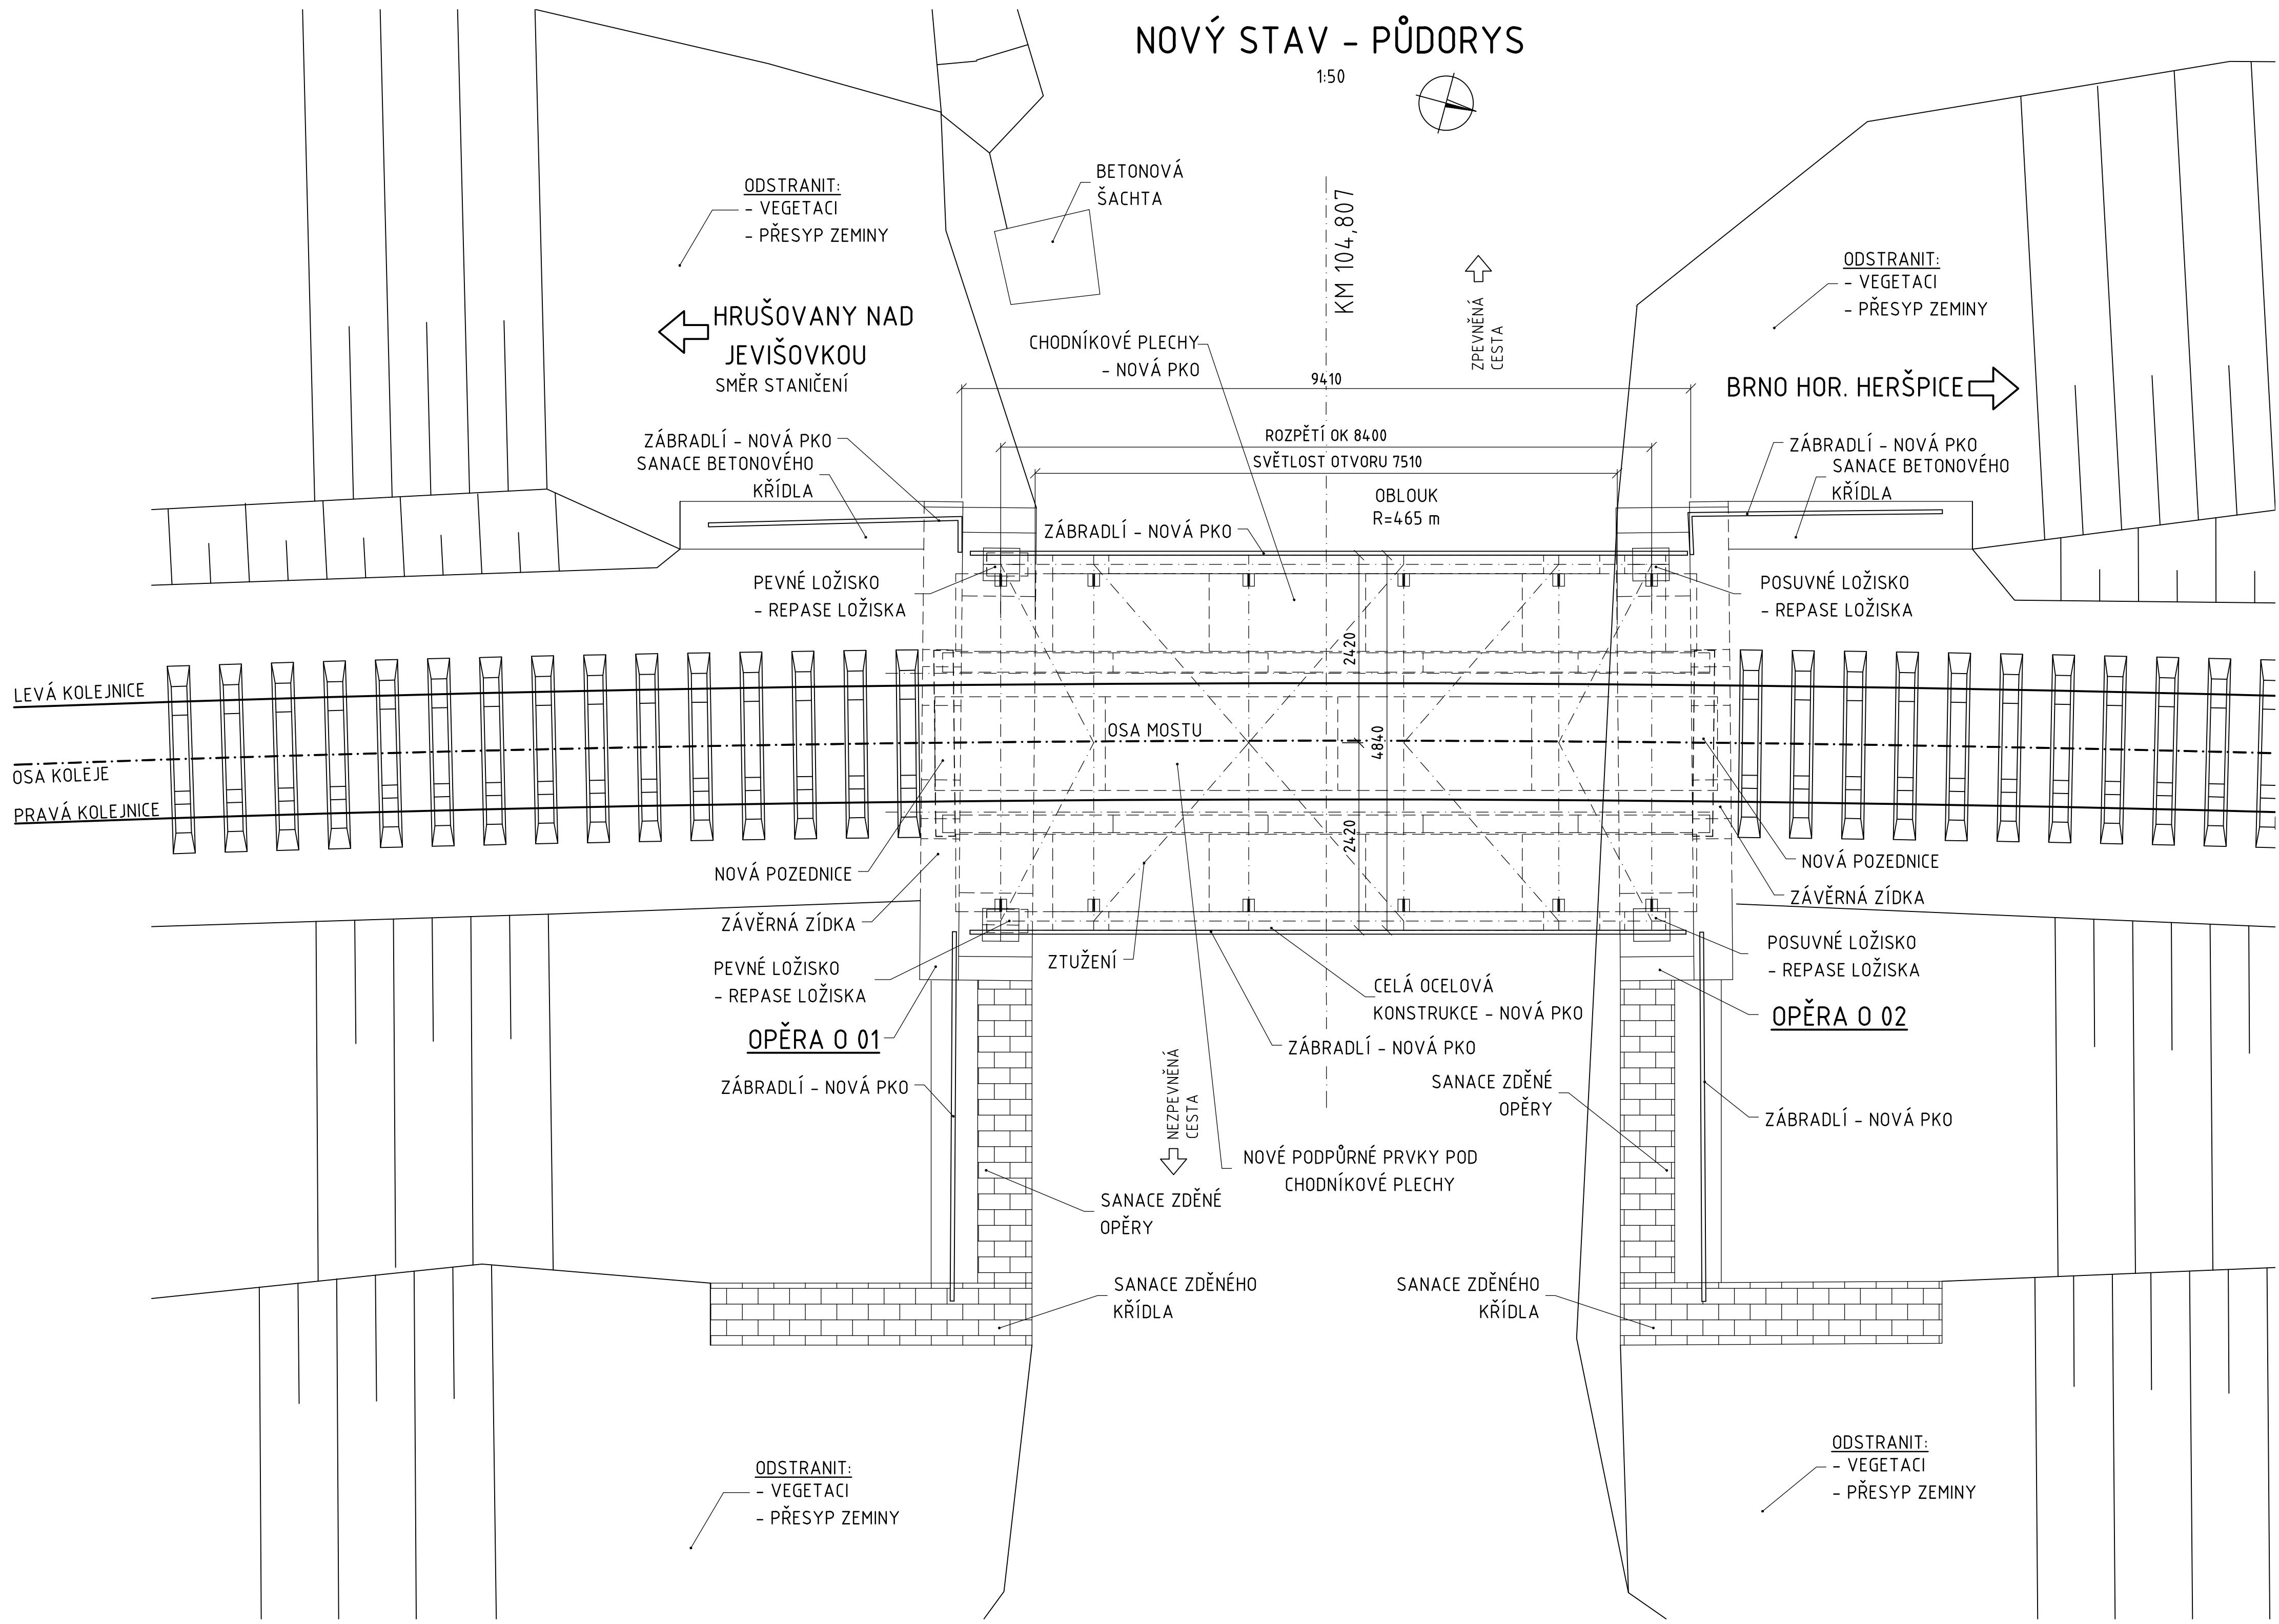 NOVÝ STAV - PŮDORYS
1:50
BETONOVÁ
ŠACHTA
ODSTRANIT:
- VEGETACI
- PŘESYP ZEMINY
KM 104,807
ZPEVNĚNÁ
CESTA
ODSTRANIT:
- VEGETACI
- PŘESYP ZEMINY
HRUŠOVANY NAD
JEVIŠOVKOU
SMĚR STANIČENÍ
CHODNÍKOVÉ PLECHY
- NOVÁ PKO
9410
BRNO HOR. HERŠPICE
ZÁBRADLÍ - NOVÁ PKO
SANACE BETONOVÉHO
KŘÍDLA
ROZPĚTÍ OK 8400
SVĚTLOST OTVORU 7510
OBLOUK
R=465 m
ZÁBRADLÍ - NOVÁ PKO
SANACE BETONOVÉHO
KŘÍDLA
ZÁBRADLÍ - NOVÁ PKO
PEVNÉ LOŽISKO
- REPASE LOŽISKA
POSUVNÉ LOŽISKO
- REPASE LOŽISKA
2420
4840
2420
LEVÁ KOLEJNICE
OSA MOSTU
OSA KOLEJE
PRAVÁ KOLEJNICE
NOVÁ POZEDNICE
NOVÁ POZEDNICE
ZÁVĚRNÁ ZÍDKA
ZÁVĚRNÁ ZÍDKA
PEVNÉ LOŽISKO
- REPASE LOŽISKA
ZTUŽENÍ
CELÁ OCELOVÁ
KONSTRUKCE - NOVÁ PKO
POSUVNÉ LOŽISKO
- REPASE LOŽISKA
OPĚRA O 01
OPĚRA O 02
ZÁBRADLÍ - NOVÁ PKO
ZÁBRADLÍ - NOVÁ PKO
NEZPEVNĚNÁ
CESTA
SANACE ZDĚNÉ
OPĚRY
ZÁBRADLÍ - NOVÁ PKO
NOVÉ PODPŮRNÉ PRVKY POD
CHODNÍKOVÉ PLECHY
SANACE ZDĚNÉ
OPĚRY
SANACE ZDĚNÉHO
KŘÍDLA
SANACE ZDĚNÉHO
KŘÍDLA
ODSTRANIT:
- VEGETACI
- PŘESYP ZEMINY
ODSTRANIT:
- VEGETACI
- PŘESYP ZEMINY